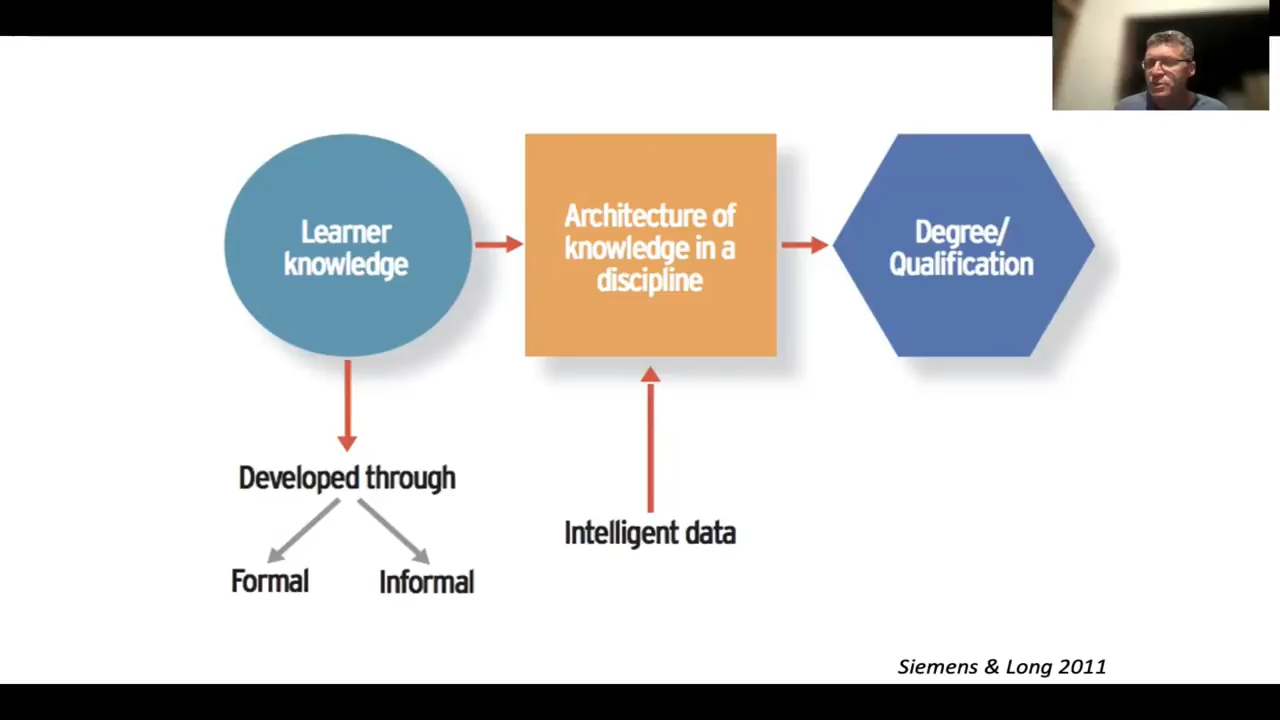 Learner
knowledge
Architecture of
knowledge in a
discipline
Degree/
Qualification
Developed through
Formal
Informal
Intelligent data
Siemens & Long 2011